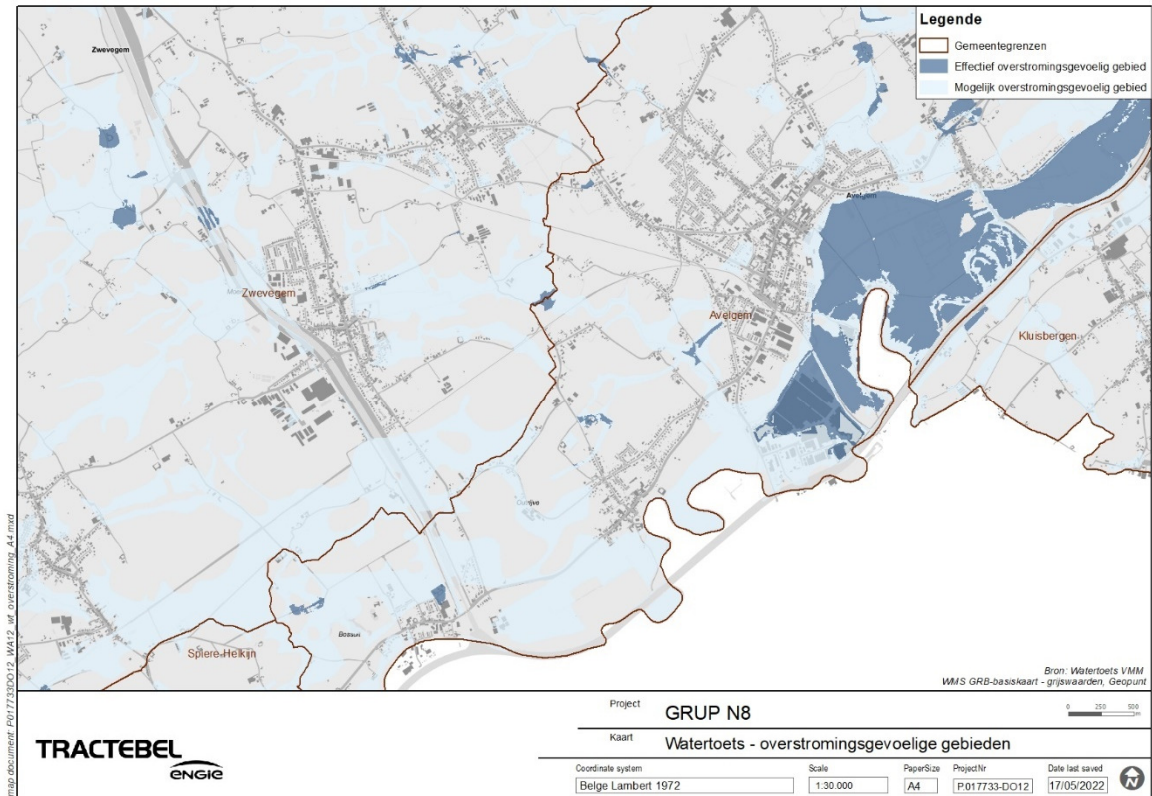 Legende
Gemeentegrenzen
Effectief overstromingsgevoelig gebied
Mogelijk overstromingsgevoelig gebied
Zwevegem
Avelgem
Zwevegem
Avelgem
Kluisbergen
Outrijve
Bossuit
Spiere-Helkijn
Bron: Watertoets VMM
WMS GRB-basiskaart - grijswaarden, Geopunt
map document: P017733DO12_WA12_wt_overstroming_A4.mxd
TRACTEBEL
ENGIE
Project GRUP N8
0 250 500
m
Kaart Watertoets - overstromingsgevoelige gebieden
Coordinate system Scale PaperSize ProjectNr Date last saved
Belge Lambert 1972 1:30.000 A4 P.017733-DO12 17/05/2022